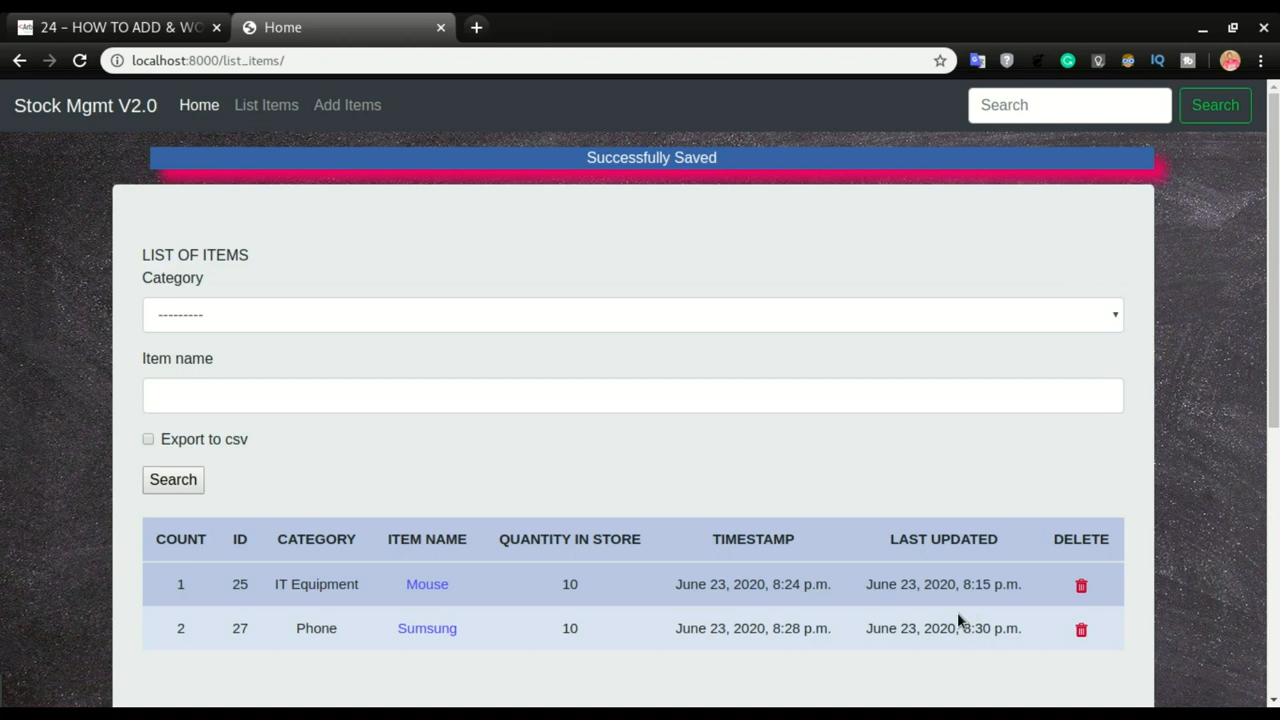 24 – HOW TO ADD & WO
Home
localhost:8000/list_items/
Stock Mgmt V2.0 Home List Items Add Items Search Search
Successfully Saved
LIST OF ITEMS
Category
---------
Item name
Export to csv
Search
COUNT ID CATEGORY ITEM NAME QUANTITY IN STORE TIMESTAMP LAST UPDATED DELETE
1 25 IT Equipment Mouse 10 June 23, 2020, 8:24 p.m. June 23, 2020, 8:15 p.m.
2 27 Phone Sumsung 10 June 23, 2020, 8:28 p.m. June 23, 2020, 8:30 p.m.